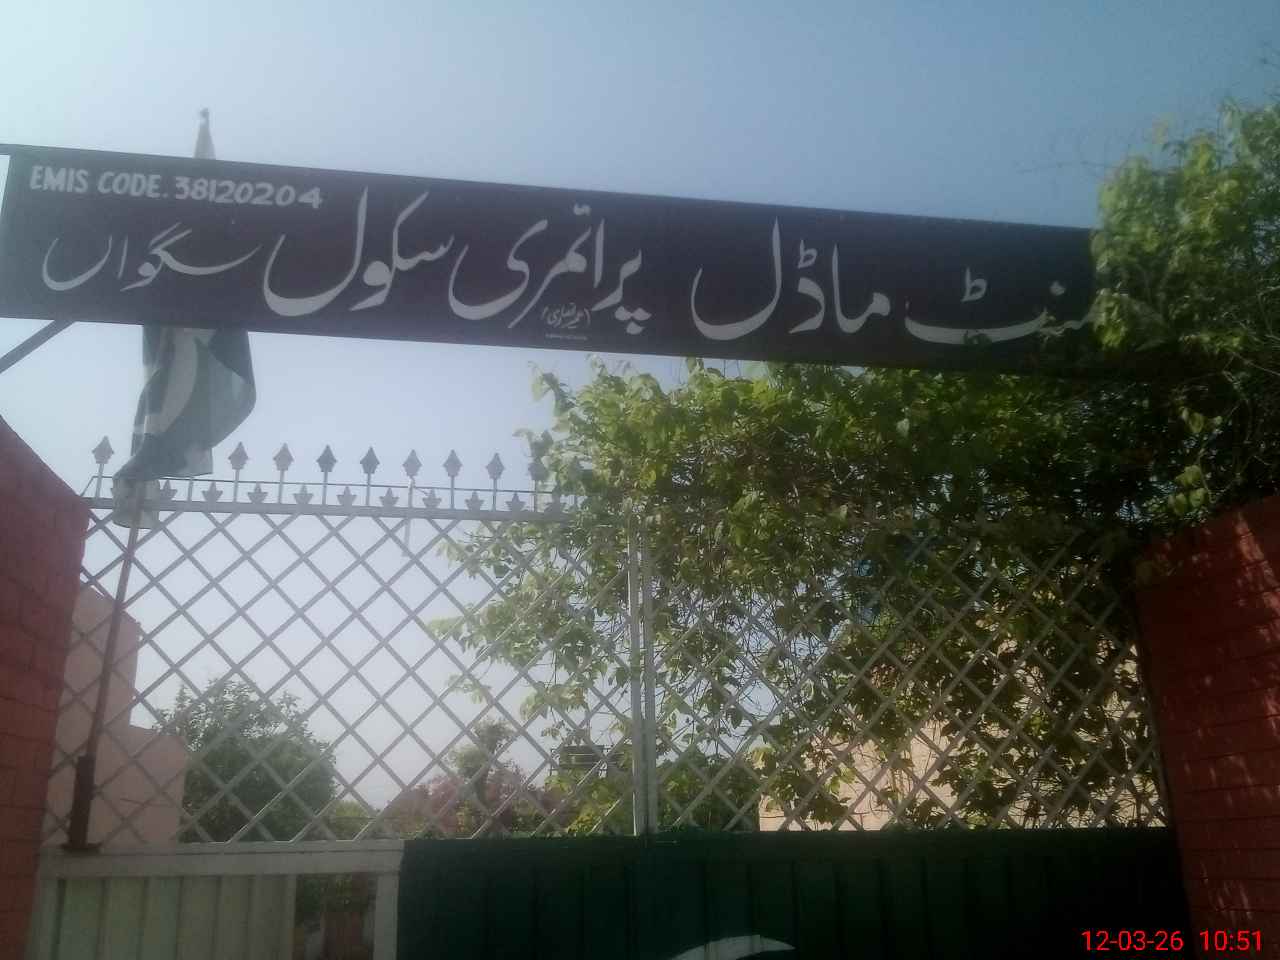 EMIS CODE. 38120204
ماڈل پرائمری سکول سگواں
12-03-26 10:51